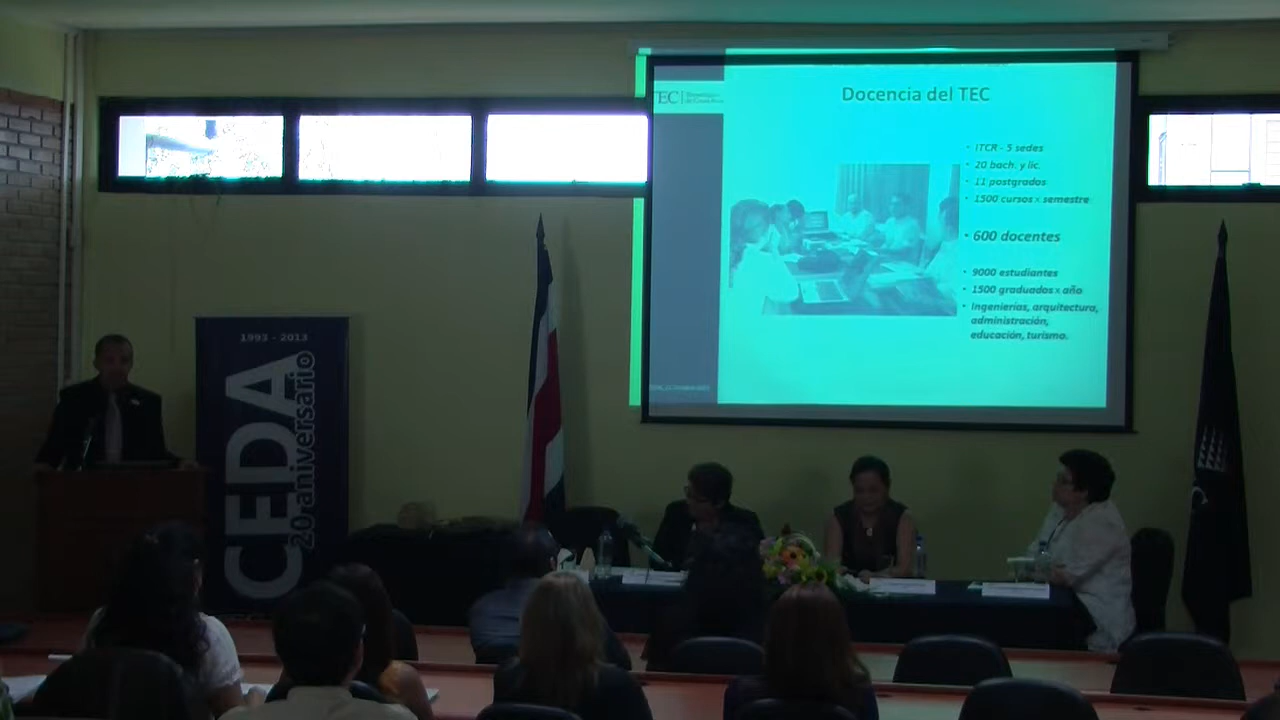 TEC
Docencia del TEC
• ITCR - 5 sedes
• 20 bach. y lic.
• 11 postgrados
• 1500 cursos x semestre
• 600 docentes
• 9000 estudiantes
• 1500 graduados x año
• Ingenierías, arquitectura,
administración,
educación, turismo.
1993 - 2013
CEDA
20 aniversario